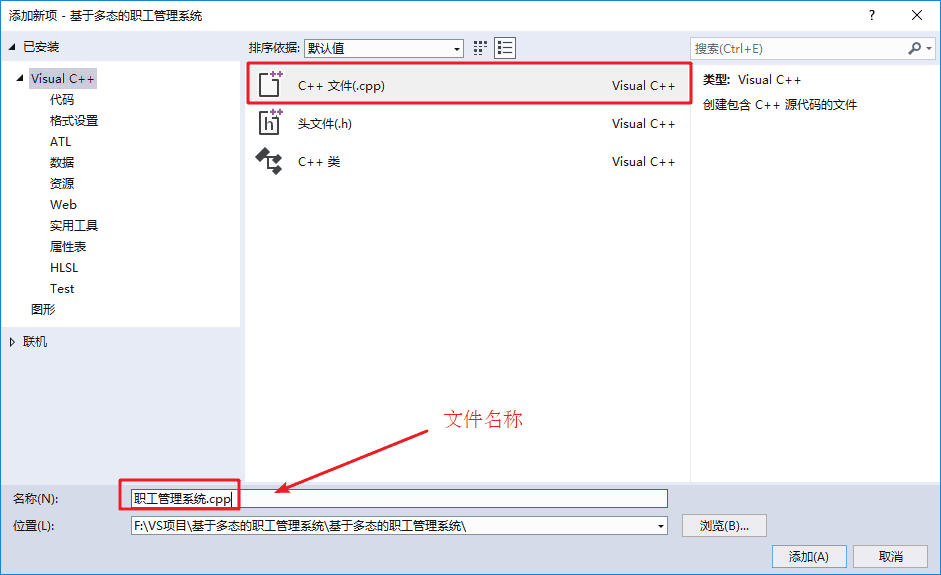 添加新项 - 基于多态的职工管理系统
?
已安装
排序依据: 默认值
搜索(Ctrl+E)
Visual C++
代码
格式设置
ATL
数据
资源
Web
实用工具
属性表
HLSL
Test
图形
联机
C++ 文件(.cpp) Visual C++
头文件(.h) Visual C++
C++ 类 Visual C++
类型: Visual C++
创建包含 C++ 源代码的文件
文件名称
名称(N): 职工管理系统.cpp
位置(L): F:\VS项目\基于多态的职工管理系统\基于多态的职工管理系统\
浏览(B)...
添加(A) 取消